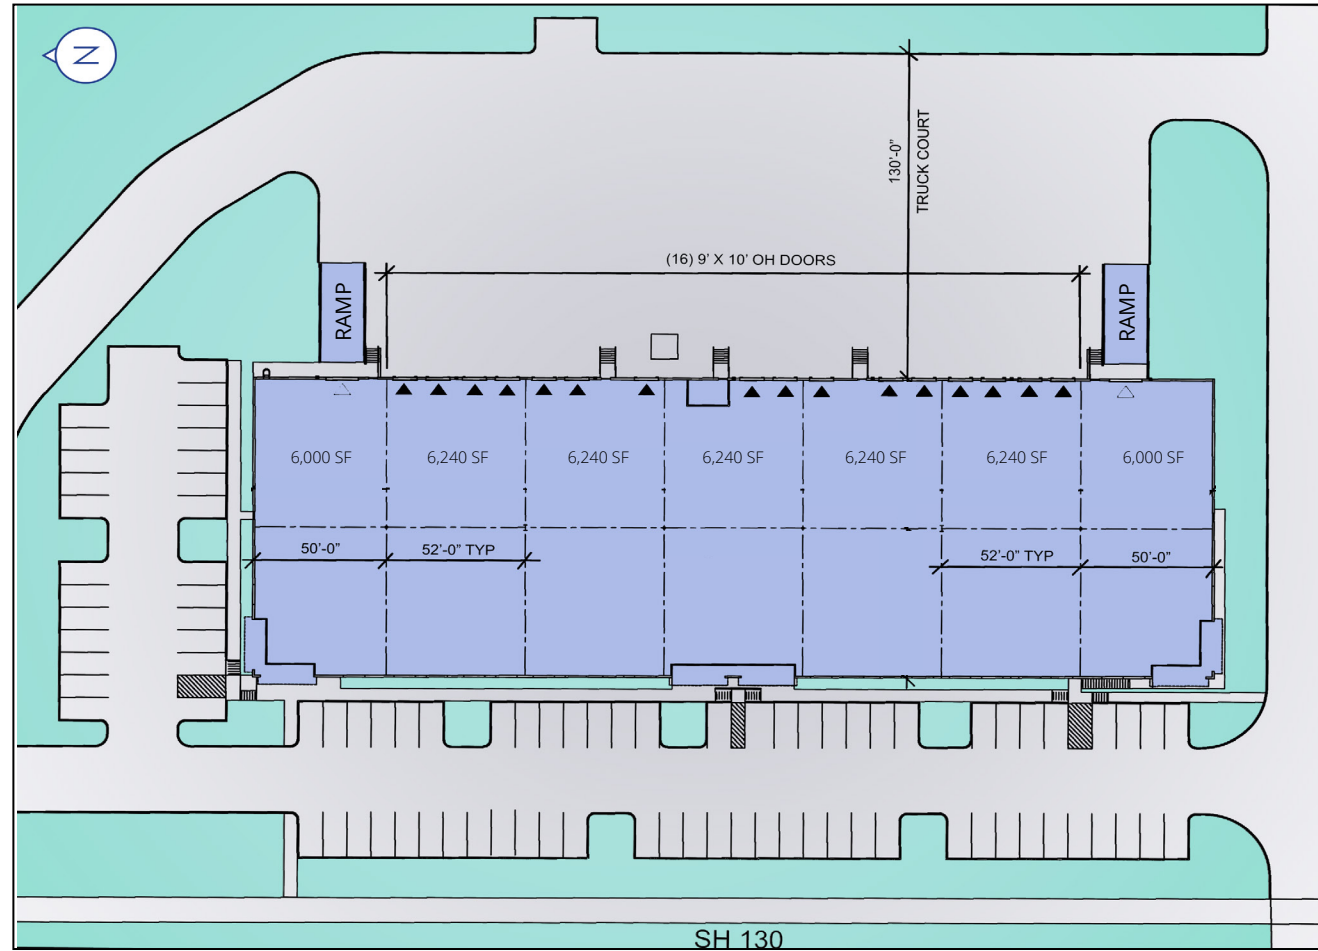 N
130'-0"
TRUCK COURT
(16) 9' X 10' OH DOORS
RAMP
RAMP
6,000 SF
6,240 SF
6,240 SF
6,240 SF
6,240 SF
6,240 SF
6,000 SF
50'-0"
52'-0" TYP
52'-0" TYP
50'-0"
SH 130